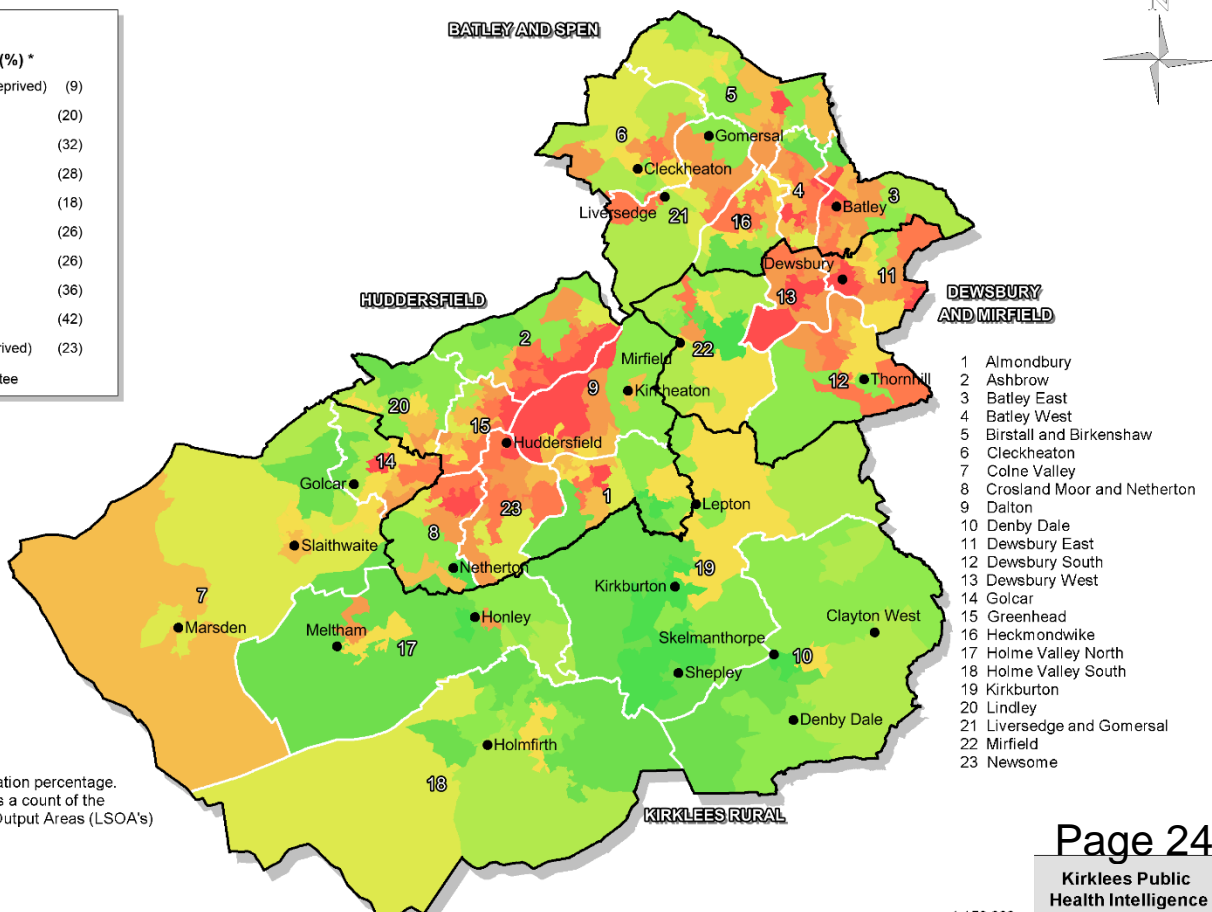 (%) *
eprived) (9)
(20)
(32)
(28)
(18)
(26)
(26)
(36)
(42)
rived) (23)
tee
BATLEY AND SPEN
N
5
Gomersal
6
Cleckheaton
4
3
Batley
Liversedge
21
16
Dewsbury
11
HUDDERSFIELD
13
DEWSBURY
AND MIRFIELD
2
Mirfield
22
9
Kirkheaton
12
Thornhill
20
15
Huddersfield
14
Golcar
1
23
Lepton
8
Slaithwaite
Netherton
19
7
Kirkburton
Marsden
Meltham
Honley
17
Clayton West
Skelmanthorpe
10
Shepley
Denby Dale
Holmfirth
18
KIRKLEES RURAL
1 Almondbury
2 Ashbrow
3 Batley East
4 Batley West
5 Birstall and Birkenshaw
6 Cleckheaton
7 Colne Valley
8 Crosland Moor and Netherton
9 Dalton
10 Denby Dale
11 Dewsbury East
12 Dewsbury South
13 Dewsbury West
14 Golcar
15 Greenhead
16 Heckmondwike
17 Holme Valley North
18 Holme Valley South
19 Kirkburton
20 Lindley
21 Liversedge and Gomersal
22 Mirfield
23 Newsome
ation percentage.
s a count of the
Output Areas (LSOA's)
Page 24
Kirklees Public
Health Intelligence